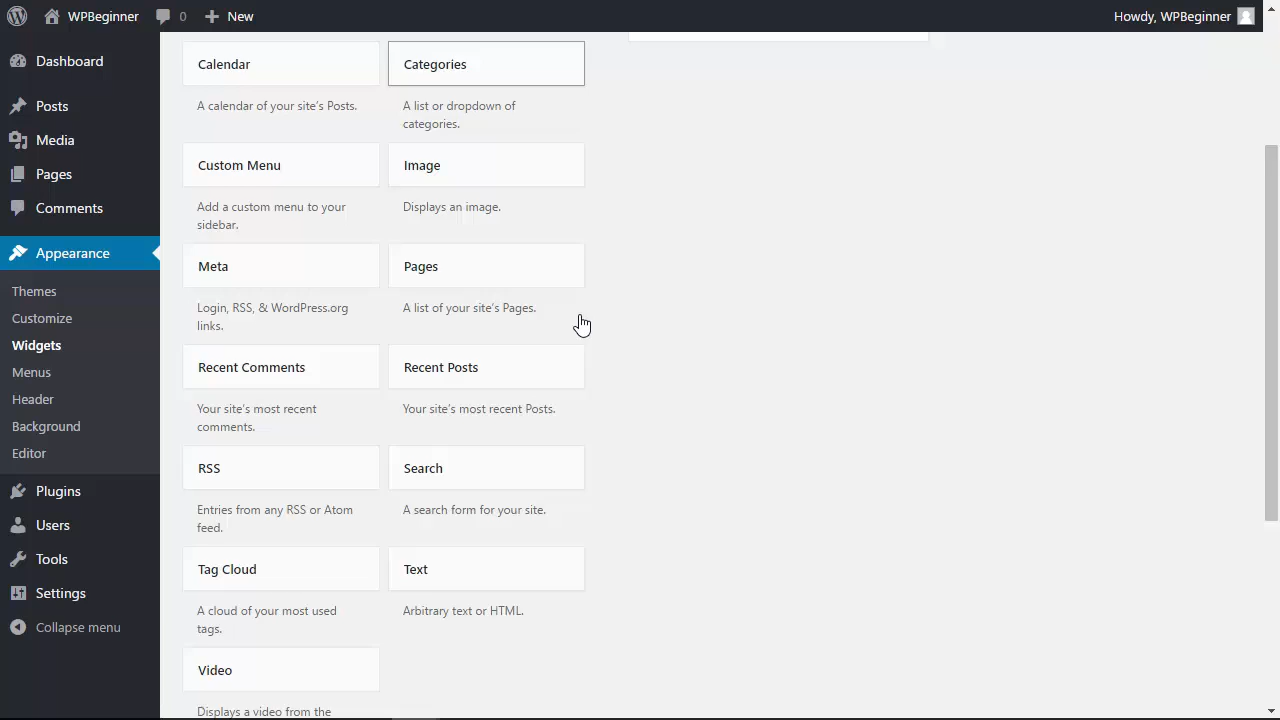 WPBeginner 0 New Howdy, WPBeginner
Dashboard
Posts
Media
Pages
Comments
Appearance
Themes
Customize
Widgets
Menus
Header
Background
Editor
Plugins
Users
Tools
Settings
Collapse menu
Calendar
A calendar of your site's Posts.
Categories
A list or dropdown of
categories.
Custom Menu
Add a custom menu to your
sidebar.
Image
Displays an image.
Meta
Login, RSS, & WordPress.org
links.
Pages
A list of your site's Pages.
Recent Comments
Your site's most recent
comments.
Recent Posts
Your site's most recent Posts.
RSS
Entries from any RSS or Atom
feed.
Search
A search form for your site.
Tag Cloud
A cloud of your most used
tags.
Text
Arbitrary text or HTML.
Video
Displays a video from the